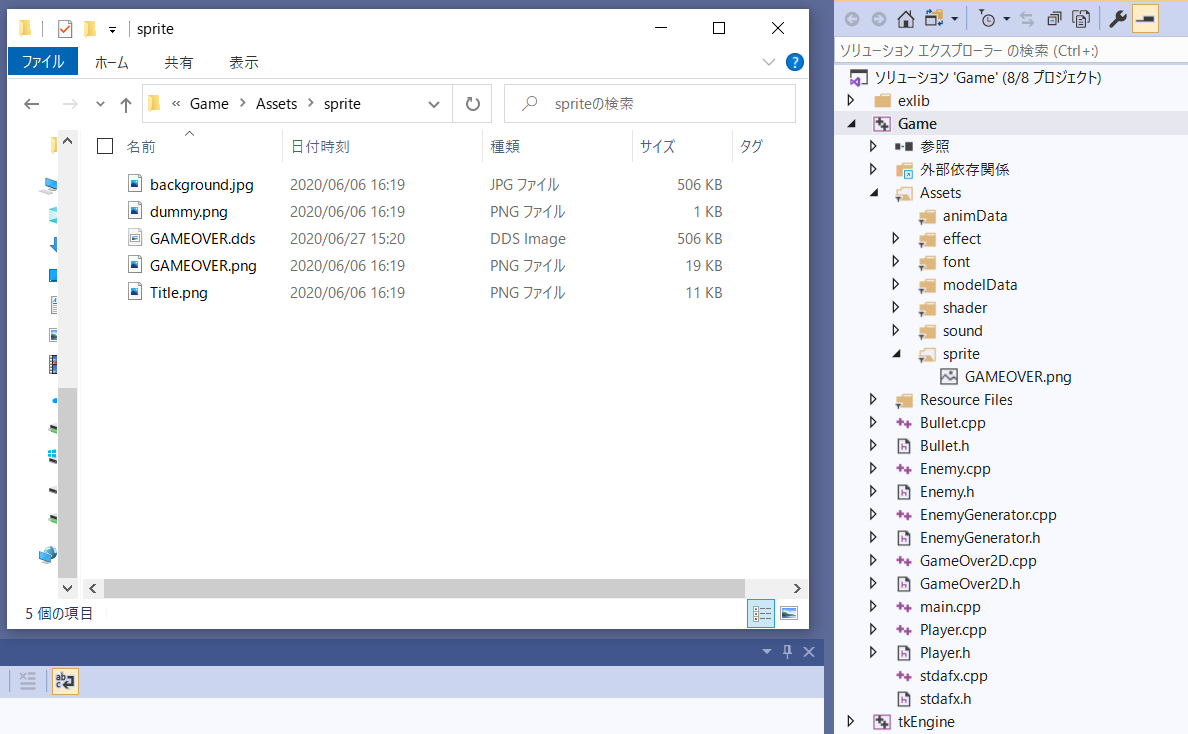 sprite
ファイル ホーム 共有 表示
« Game > Assets > sprite
spriteの検索
名前 日付時刻 種類 サイズ タグ
background.jpg 2020/06/06 16:19 JPG ファイル 506 KB
dummy.png 2020/06/06 16:19 PNG ファイル 1 KB
GAMEOVER.dds 2020/06/27 15:20 DDS Image 506 KB
GAMEOVER.png 2020/06/06 16:19 PNG ファイル 19 KB
Title.png 2020/06/06 16:19 PNG ファイル 11 KB
5 個の項目
ソリューション エクスプローラー の検索 (Ctrl+:)
ソリューション 'Game' (8/8 プロジェクト)
exlib
Game
参照
外部依存関係
Assets
animData
effect
font
modelData
shader
sound
sprite
GAMEOVER.png
Resource Files
Bullet.cpp
Bullet.h
Enemy.cpp
Enemy.h
EnemyGenerator.cpp
EnemyGenerator.h
GameOver2D.cpp
GameOver2D.h
main.cpp
Player.cpp
Player.h
stdafx.cpp
stdafx.h
tkEngine